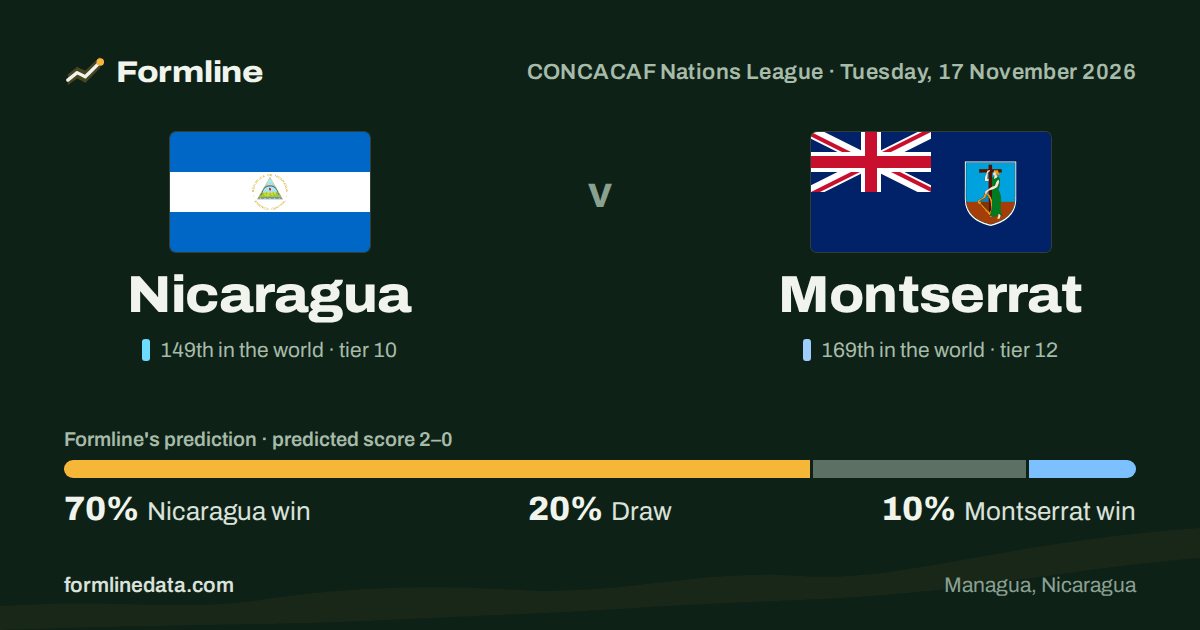 Formline
CONCACAF Nations League · Tuesday, 17 November 2026
v
Nicaragua
Montserrat
149th in the world · tier 10
169th in the world · tier 12
Formline's prediction · predicted score 2–0
70% Nicaragua win
20% Draw
10% Montserrat win
formlinedata.com
Managua, Nicaragua